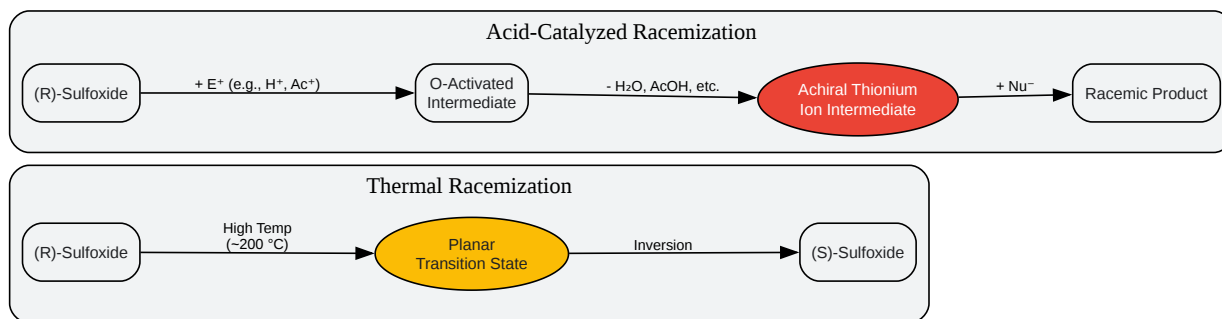 Acid-Catalyzed Racemization
(R)-Sulfoxide
+ E⁺ (e.g., H⁺, Ac⁺)
O-Activated
Intermediate
- H₂O, AcOH, etc.
Achiral Thionium
Ion Intermediate
+ Nu⁻
Racemic Product
Thermal Racemization
(R)-Sulfoxide
High Temp
(~200 °C)
Planar
Transition State
Inversion
(S)-Sulfoxide